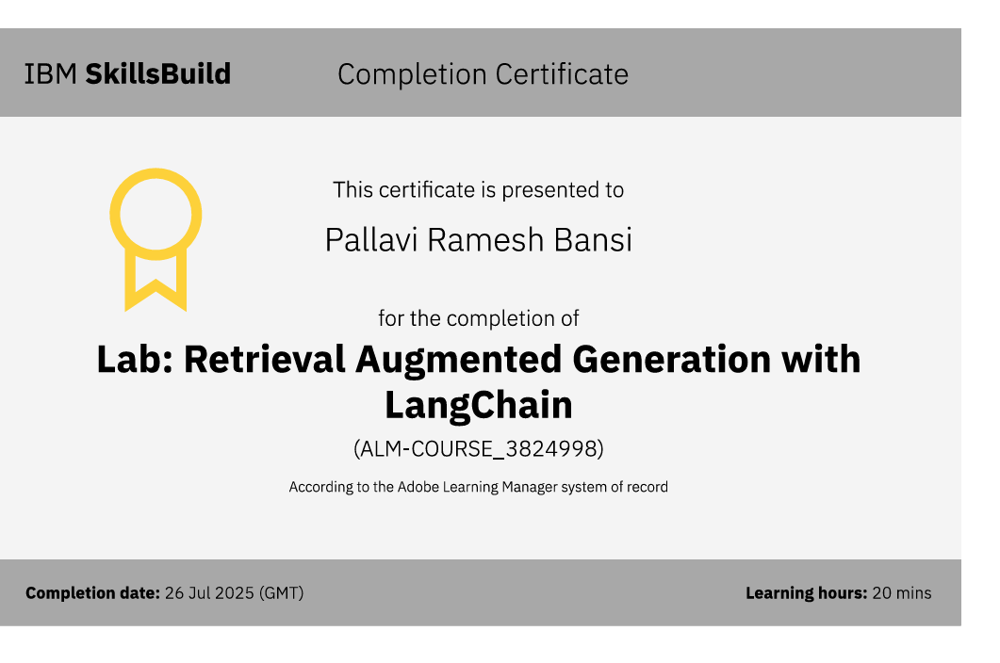 IBM SkillsBuild
Completion Certificate
This certificate is presented to
Pallavi Ramesh Bansi
for the completion of
Lab: Retrieval Augmented Generation with
LangChain
(ALM-COURSE_3824998)
According to the Adobe Learning Manager system of record
Completion date: 26 Jul 2025 (GMT)
Learning hours: 20 mins